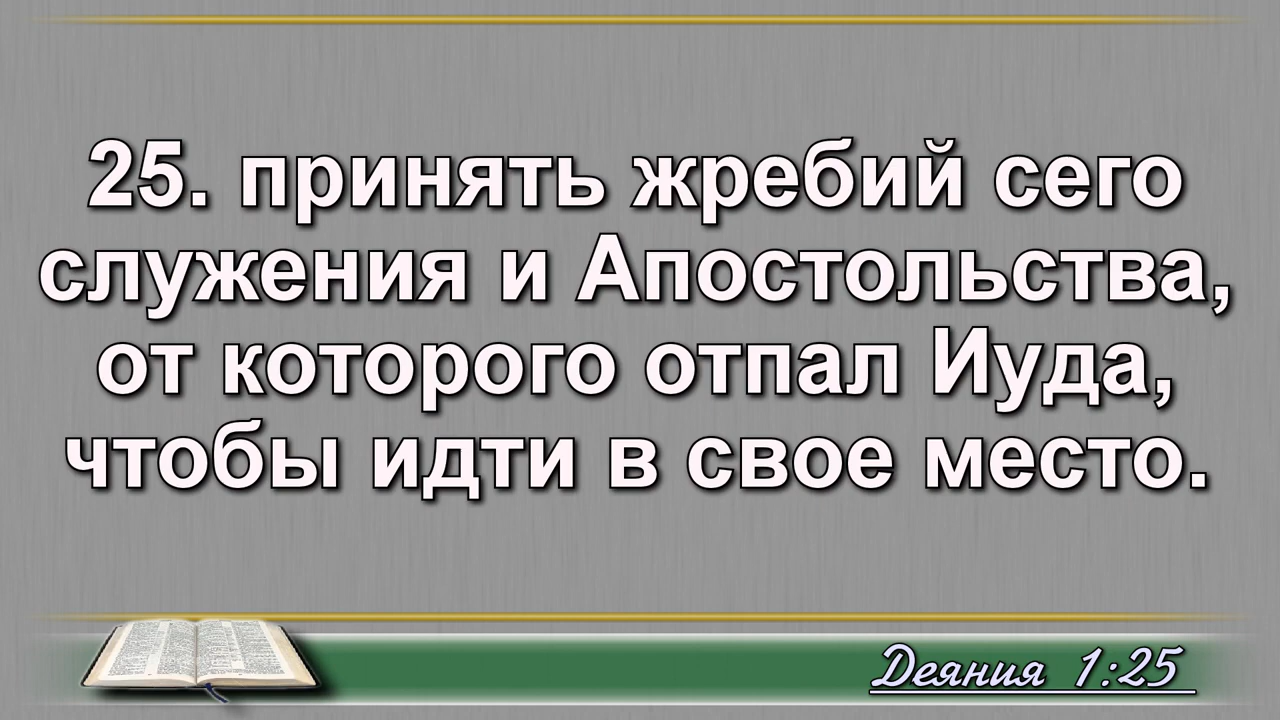 25. принять жребий сего
служения и Апостольства,
от которого отпал Иуда,
чтобы идти в свое место.
Деяния 1:25